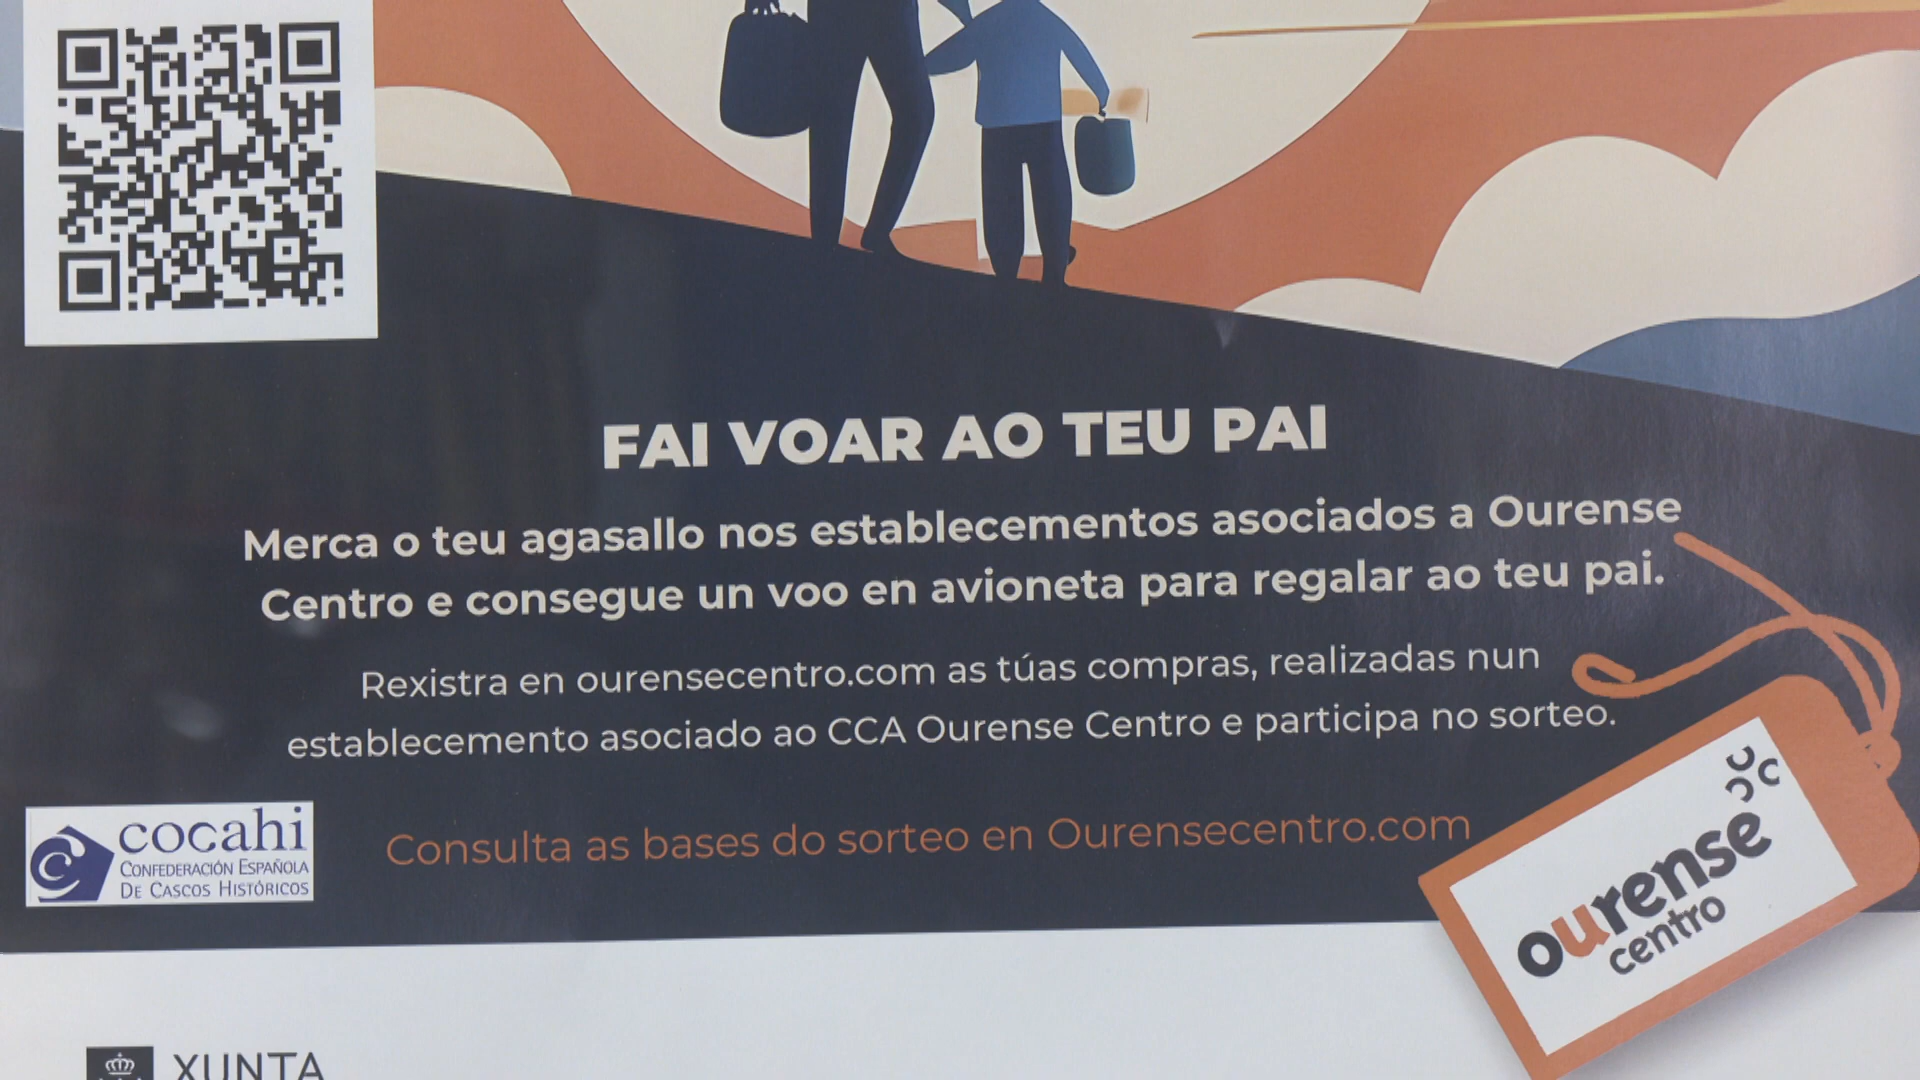 FAI VOAR AO TEU PAI
Merca o teu agasallo nos establecementos asociados a Ourense
Centro e consegue un voo en avioneta para regalar ao teu pai.
Rexistra en ourensecentro.com as túas compras, realizadas nun
establecemento asociado ao CCA Ourense Centro e participa no sorteo.
cocahi
CONFEDERACIÓN ESPAÑOLA
DE CASCOS HISTÓRICOS
Consulta as bases do sorteo en Ourensecentro.com
ourense
centro
XUNTA